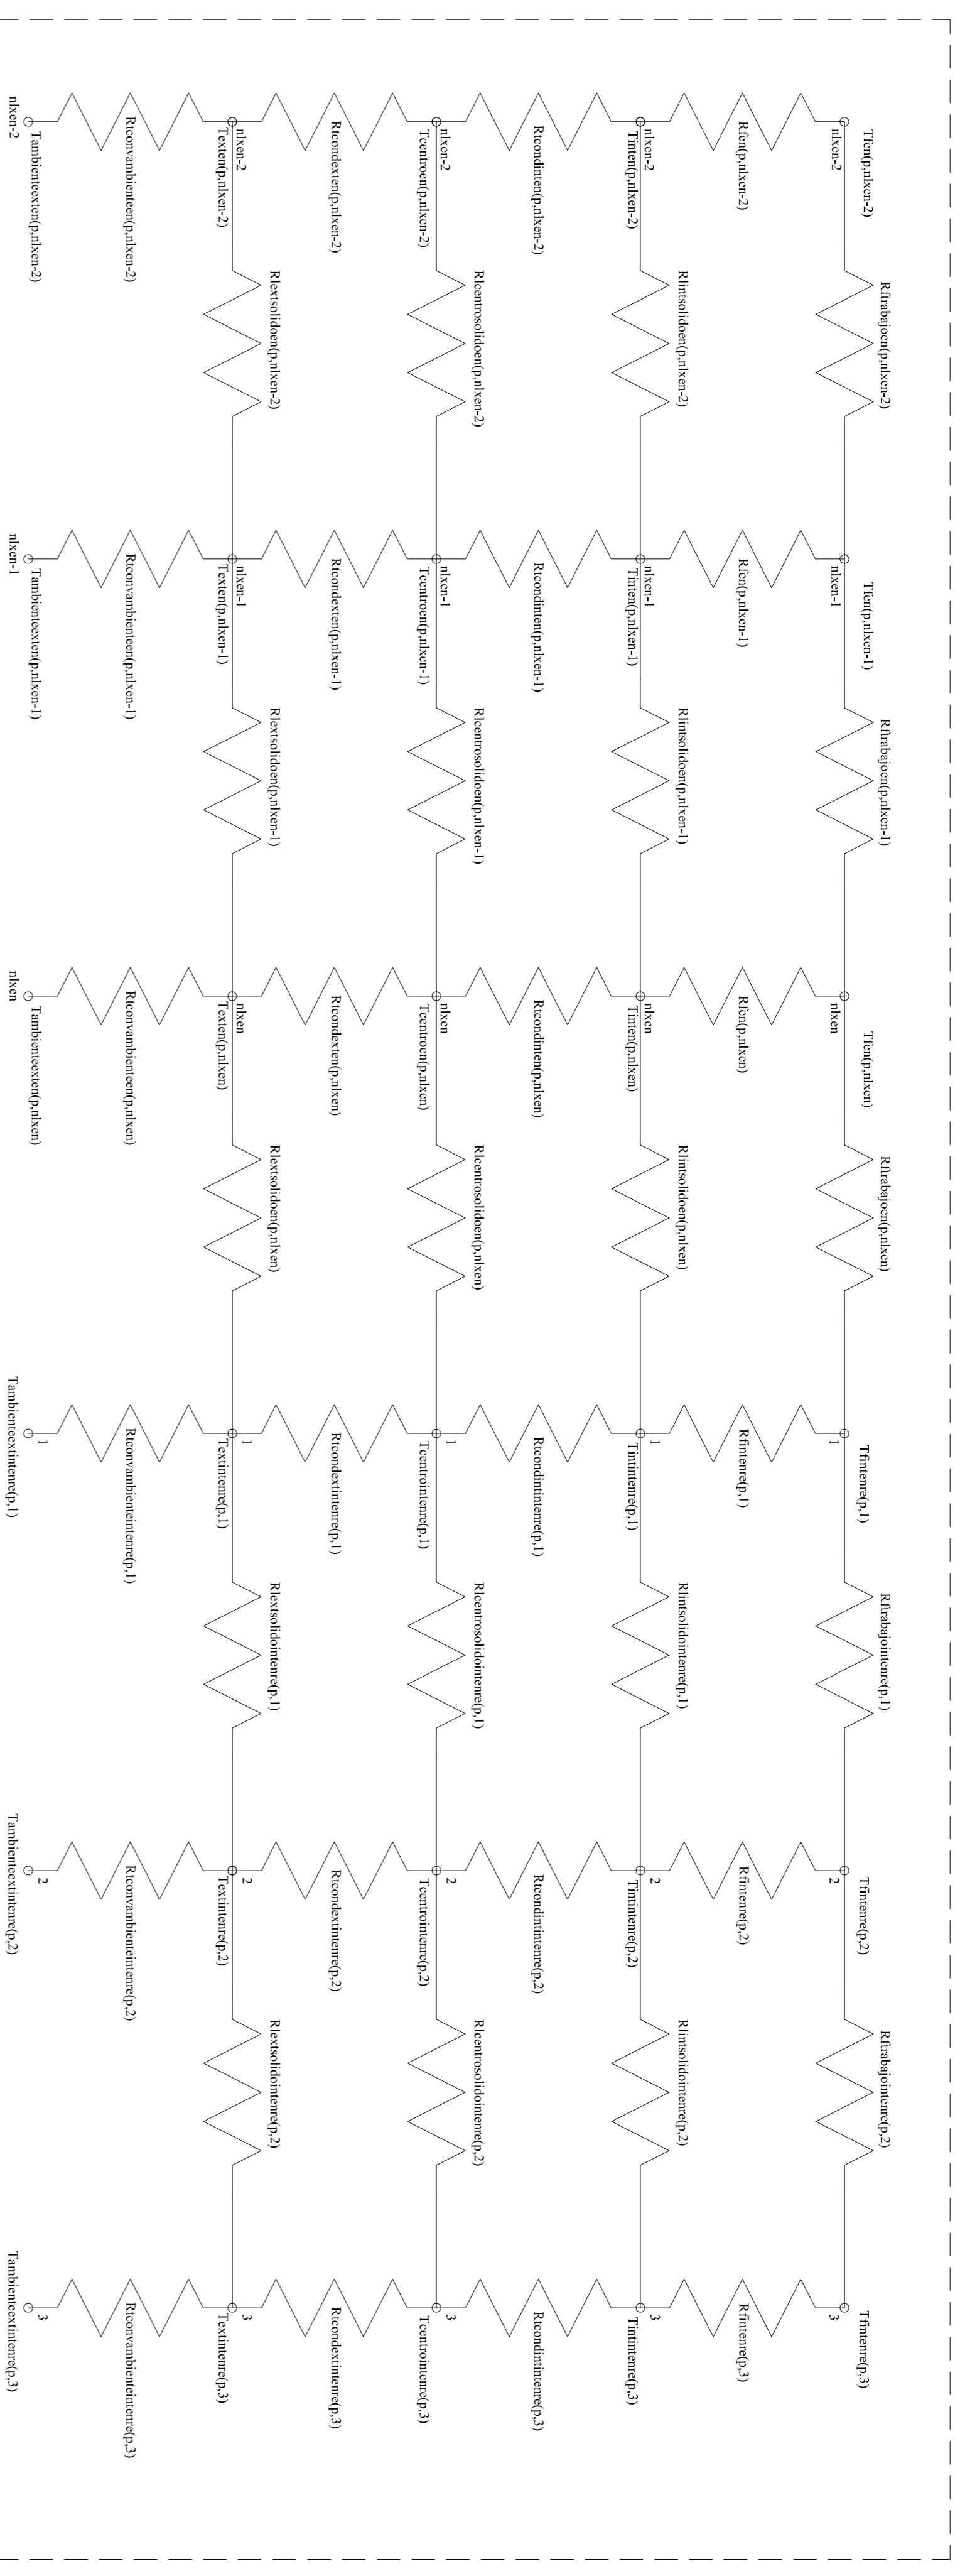 Tfen(p,nlxen-2)
Rftrabajoen(p,nlxen-2)
Tfen(p,nlxen-1)
Rftrabajoen(p,nlxen-1)
Tfen(p,nlxen)
Rftrabajoen(p,nlxen)
Tfintenre(p,1)
Rftrabajointenre(p,1)
Tfintenre(p,2)
Rftrabajointenre(p,2)
Tfintenre(p,3)
nlxen-2
nlxen-1
nlxen
1
2
3
Rfen(p,nlxen-2)
Rfen(p,nlxen-1)
Rfen(p,nlxen)
Rfintenre(p,1)
Rfintenre(p,2)
Rfintenre(p,3)
nlxen-2
Rlintsolidoen(p,nlxen-2)
nlxen-1
Rlintsolidoen(p,nlxen-1)
nlxen
Rlintsolidoen(p,nlxen)
1
Rlintsolidointenre(p,1)
2
Rlintsolidointenre(p,2)
3
Tinten(p,nlxen-2)
Tinten(p,nlxen-1)
Tinten(p,nlxen)
Tintintenre(p,1)
Tintintenre(p,2)
Tintintenre(p,3)
Rtcondinten(p,nlxen-2)
Rtcondinten(p,nlxen-1)
Rtcondinten(p,nlxen)
Rtcondintintenre(p,1)
Rtcondintintenre(p,2)
Rtcondintintenre(p,3)
nlxen-2
Rlcentrosolidoen(p,nlxen-2)
nlxen-1
Rlcentrosolidoen(p,nlxen-1)
nlxen
Rlcentrosolidoen(p,nlxen)
1
Rlcentrosolidointenre(p,1)
2
Rlcentrosolidointenre(p,2)
3
Tcentroen(p,nlxen-2)
Tcentroen(p,nlxen-1)
Tcentroen(p,nlxen)
Tcentrointenre(p,1)
Tcentrointenre(p,2)
Tcentrointenre(p,3)
Rtcondexten(p,nlxen-2)
Rtcondexten(p,nlxen-1)
Rtcondexten(p,nlxen)
Rtcondextintenre(p,1)
Rtcondextintenre(p,2)
Rtcondextintenre(p,3)
nlxen-2
Rlextsolidoen(p,nlxen-2)
nlxen-1
Rlextsolidoen(p,nlxen-1)
nlxen
Rlextsolidoen(p,nlxen)
1
Rlextsolidointenre(p,1)
2
Rlextsolidointenre(p,2)
3
Texten(p,nlxen-2)
Texten(p,nlxen-1)
Texten(p,nlxen)
Textintenre(p,1)
Textintenre(p,2)
Textintenre(p,3)
Rtconvambienteen(p,nlxen-2)
Rtconvambienteen(p,nlxen-1)
Rtconvambienteen(p,nlxen)
Rtconvambienteintenre(p,1)
Rtconvambienteintenre(p,2)
Rtconvambienteintenre(p,3)
Tambienteexten(p,nlxen-2)
Tambienteexten(p,nlxen-1)
Tambienteexten(p,nlxen)
1
2
3
nlxen-2
nlxen-1
nlxen
Tambienteextintenre(p,1)
Tambienteextintenre(p,2)
Tambienteextintenre(p,3)